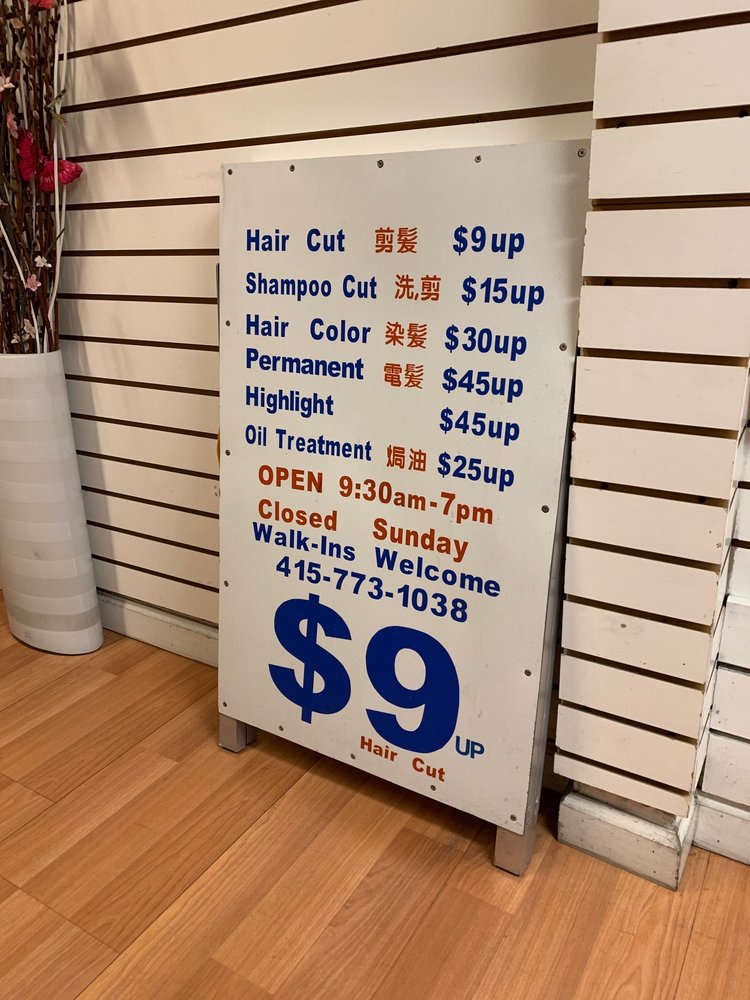 Hair Cut 剪髮 $9up
Shampoo Cut 洗,剪 $15up
Hair Color 染髮 $30up
Permanent 電髮 $45up
Highlight $45up
Oil Treatment 焗油 $25up
OPEN 9:30am-7pm
Closed Sunday
Walk-Ins Welcome
415-773-1038
$9UP
Hair Cut